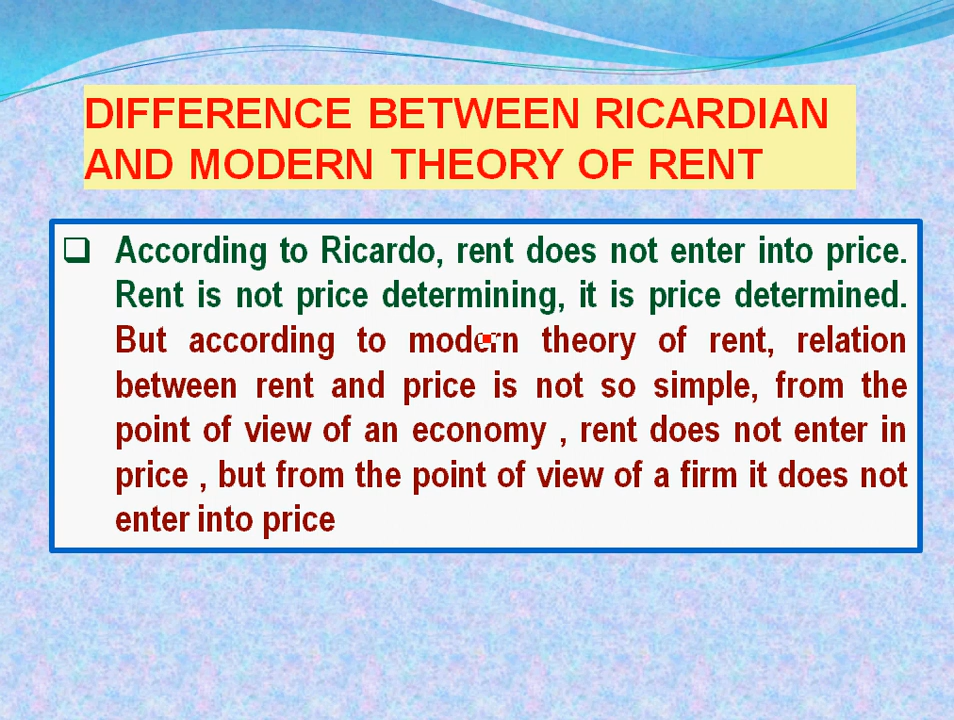 DIFFERENCE BETWEEN RICARDIAN
AND MODERN THEORY OF RENT
According to Ricardo, rent does not enter into price.
Rent is not price determining, it is price determined.
But according to modern theory of rent, relation
between rent and price is not so simple, from the
point of view of an economy , rent does not enter in
price , but from the point of view of a firm it does not
enter into price